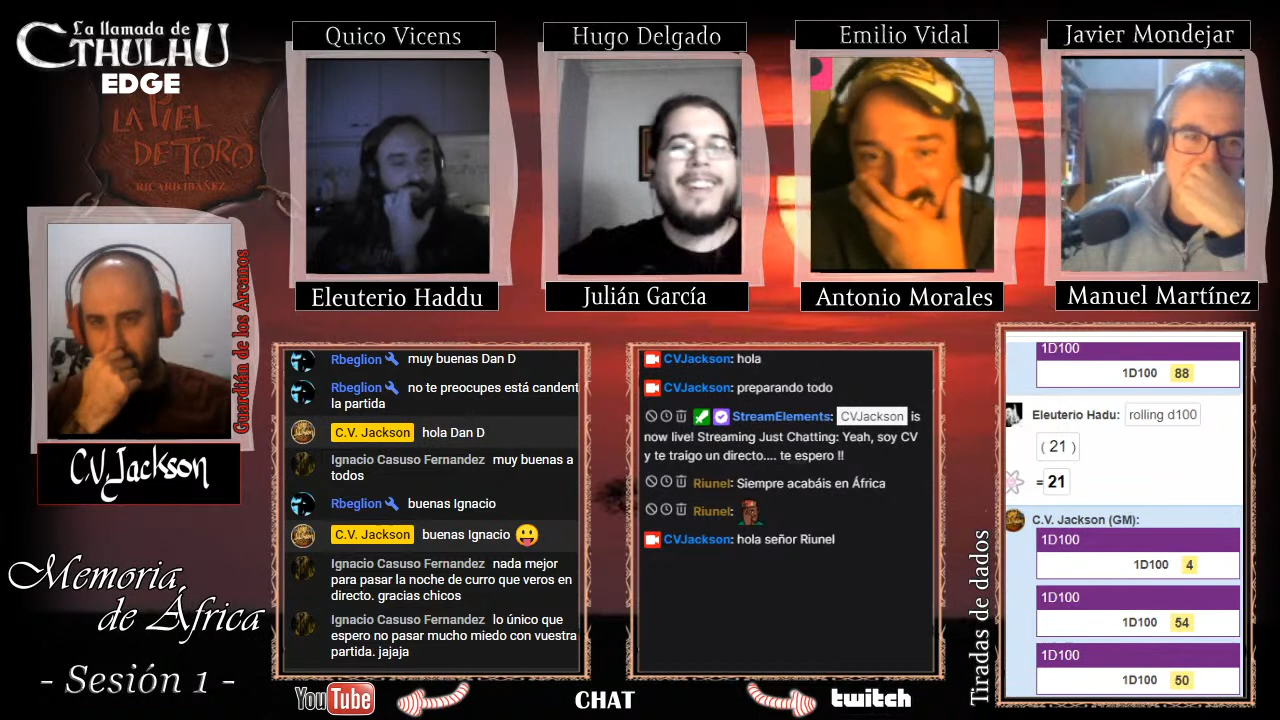 La llamada de
CTHULHU
EDGE
LA PIEL
DE TORO
RICARD IBÁÑEZ
Quico Vicens
Hugo Delgado
Emilio Vidal
Javier Mondejar
Eleuterio Haddu
Julián García
Antonio Morales
Manuel Martínez
Guardián de los Arcanos
C.V. Jackson
Memoria
de África
- Sesión 1 -
Rbeglion muy buenas Dan D
Rbeglion no te preocupes está candent
la partida
C.V. Jackson hola Dan D
Ignacio Casuso Fernandez muy buenas a
todos
Rbeglion buenas Ignacio
C.V. Jackson buenas Ignacio 😛
Ignacio Casuso Fernandez nada mejor
para pasar la noche de curro que veros en
directo. gracias chicos
Ignacio Casuso Fernandez lo único que
espero no pasar mucho miedo con vuestra
partida. jajaja
CVJackson: hola
CVJackson: preparando todo
StreamElements: CVJackson is
now live! Streaming Just Chatting: Yeah, soy CV
y te traigo un directo.... te espero !!
Riunel: Siempre acabáis en África
Riunel:
CVJackson: hola señor Riunel
Tiradas de dados
1D100
1D100 88
Eleuterio Hadu: rolling d100
( 21 )
=21
C.V. Jackson (GM):
1D100
1D100 4
1D100
1D100 54
1D100
1D100 50
YouTube
CHAT
twitch